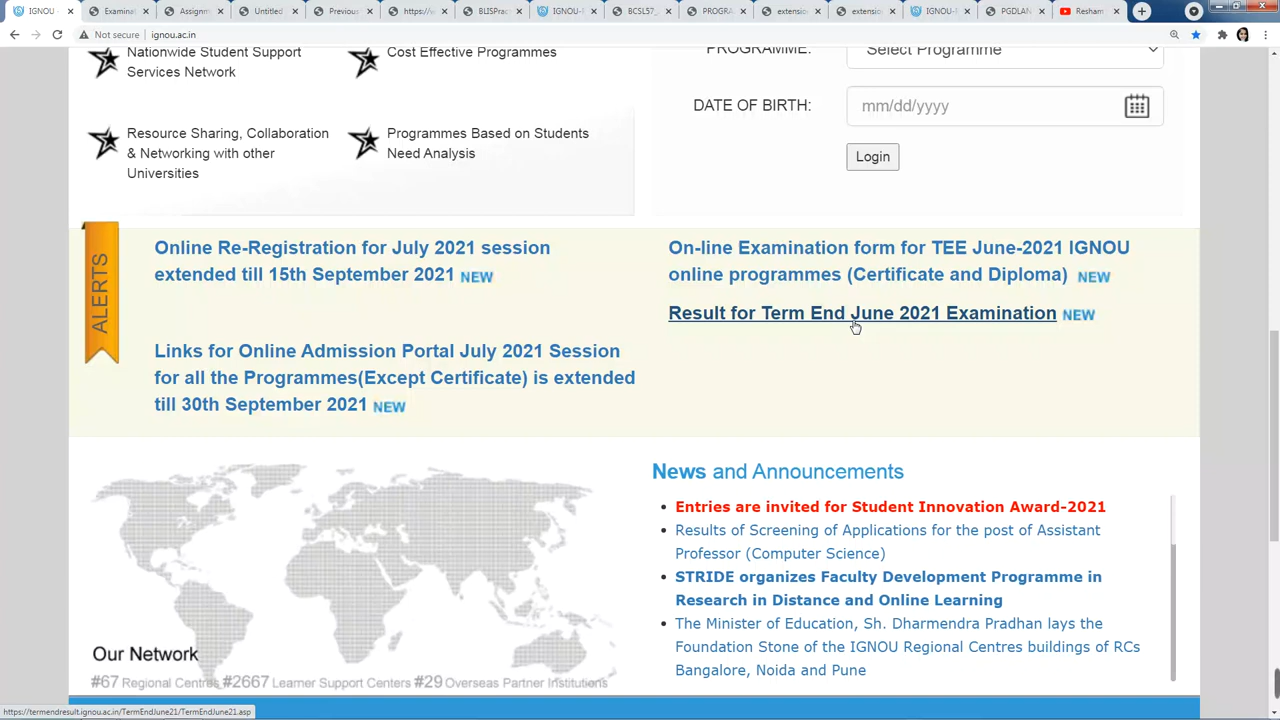 IGNOU -
Examinal
Assignm
Untitled
Previous
https://v
BLISPrac
IGNOU-I
BCSL57_
PROGRA
extension
extension
IGNOU-I
PGDLAN
Resham
Not secure | ignou.ac.in
Nationwide Student Support
Services Network
Cost Effective Programmes
Resource Sharing, Collaboration
& Networking with other
Universities
Programmes Based on Students
Need Analysis
PROGRAMME:
Select Programme
DATE OF BIRTH:
mm/dd/yyyy
Login
ALERTS
Online Re-Registration for July 2021 session
extended till 15th September 2021 NEW
Links for Online Admission Portal July 2021 Session
for all the Programmes(Except Certificate) is extended
till 30th September 2021 NEW
On-line Examination form for TEE June-2021 IGNOU
online programmes (Certificate and Diploma) NEW
Result for Term End June 2021 Examination NEW
Our Network
#67 Regional Centres #2667 Learner Support Centers #29 Overseas Partner Institutions
News and Announcements
Entries are invited for Student Innovation Award-2021
Results of Screening of Applications for the post of Assistant
Professor (Computer Science)
STRIDE organizes Faculty Development Programme in
Research in Distance and Online Learning
The Minister of Education, Sh. Dharmendra Pradhan lays the
Foundation Stone of the IGNOU Regional Centres buildings of RCs
Bangalore, Noida and Pune
https://termendresult.ignou.ac.in/TermEndJune21/TermEndJune21.asp